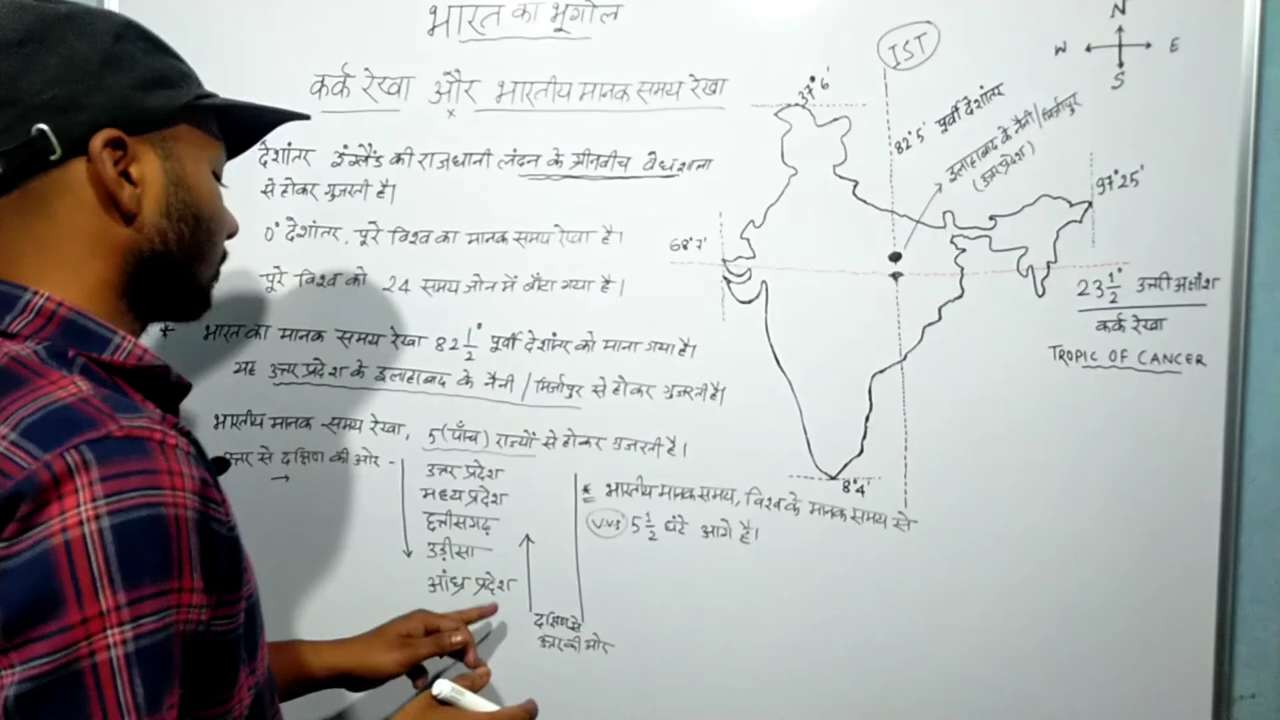 भारत का भूगोल
कर्क रेखा और भारतीय मानक समय रेखा
देशांतर इंग्लैंड की राजधानी लंदन के ग्रीनवीच वेधशाला
से होकर गुजरती है।
0° देशांतर, पूरे विश्व का मानक समय रेखा है।
पूरे विश्व को 24 समय जोन में बाँटा गया है।
* भारत का मानक समय रेखा 82 1/2° पूर्वी देशांतर को माना गया है।
यह उत्तर प्रदेश के इलाहाबाद के नैनी / मिर्जापुर से होकर गुजरती है।
भारतीय मानक समय रेखा, 5 (पाँच) राज्यों से होकर गुजरती है।
उत्तर से दक्षिण की ओर -
उत्तर प्रदेश
मध्य प्रदेश
छत्तीसगढ़
उड़ीसा
आंध्र प्रदेश
दक्षिण से
उत्तर की ओर
* भारतीय मानक समय, विश्व के मानक समय से
V.V.I 5 1/2 घंटे आगे है।
IST
N
W E
S
37°6'
82°5' पूर्वी देशांतर
इलाहाबाद के नैनी / मिर्जापुर
(उत्तर प्रदेश)
97°25'
68°7'
23 1/2° उत्तरी अक्षांश
कर्क रेखा
TROPIC OF CANCER
8°4'